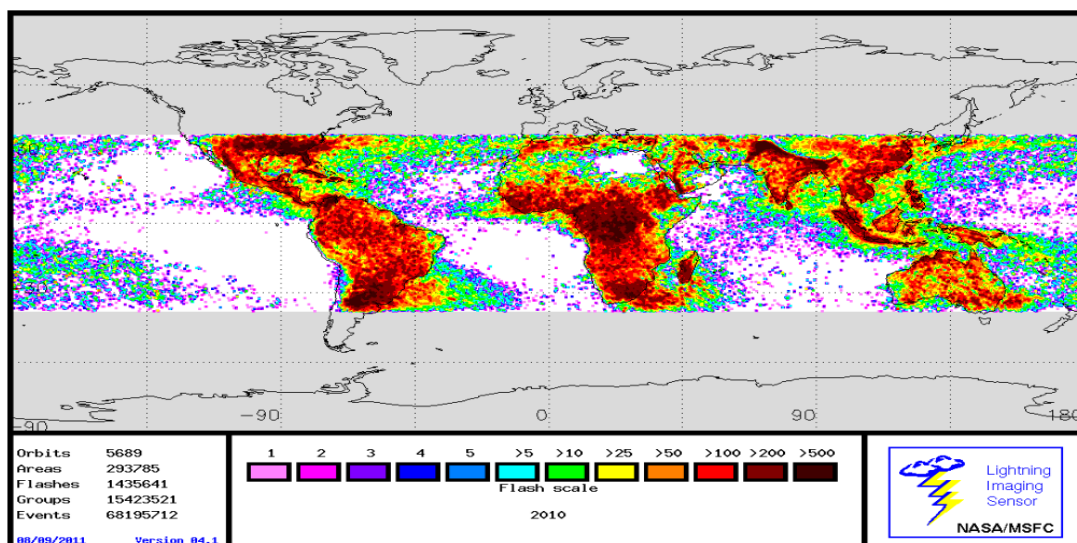 30
-30
-90
-90 0 90 180
Orbits 5689
Areas 293785
Flashes 1435641
Groups 15423521
Events 68195712
08/09/2011 Version 04.1
1 2 3 4 5 >5 >10 >25 >50 >100 >200 >500
Flash scale
2010
Lightning
Imaging
Sensor
NASA/MSFC